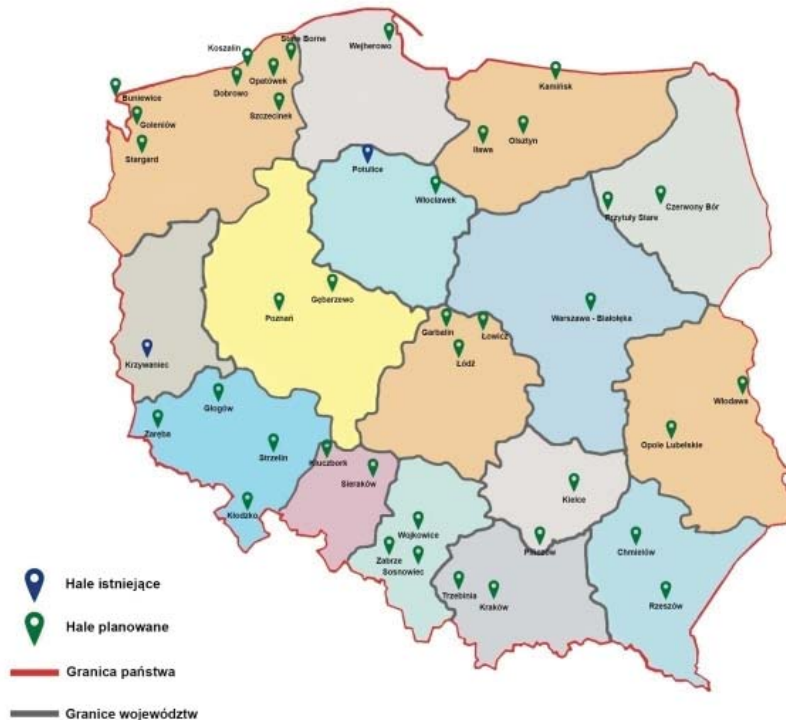 Wejherowo
Koszalin
Stare Borne
Opatówek
Dobrowo
Kamińsk
Buniewice
Szczecinek
Goleniów
Stargard
Iława
Olsztyn
Potulice
Włocławek
Czerwony Bór
Przytuły Stare
Gębarzewo
Poznań
Warszawa - Białołęka
Garbalin
Łowicz
Łódź
Krzywaniec
Głogów
Włodawa
Zaręba
Opole Lubelskie
Strzelin
Kluczbork
Sieraków
Kielce
Kłodzko
Wojkowice
Pińczów
Chmielów
Zabrze
Sosnowiec
Trzebinia
Kraków
Rzeszów
Hale istniejące
Hale planowane
Granica państwa
Granice województw